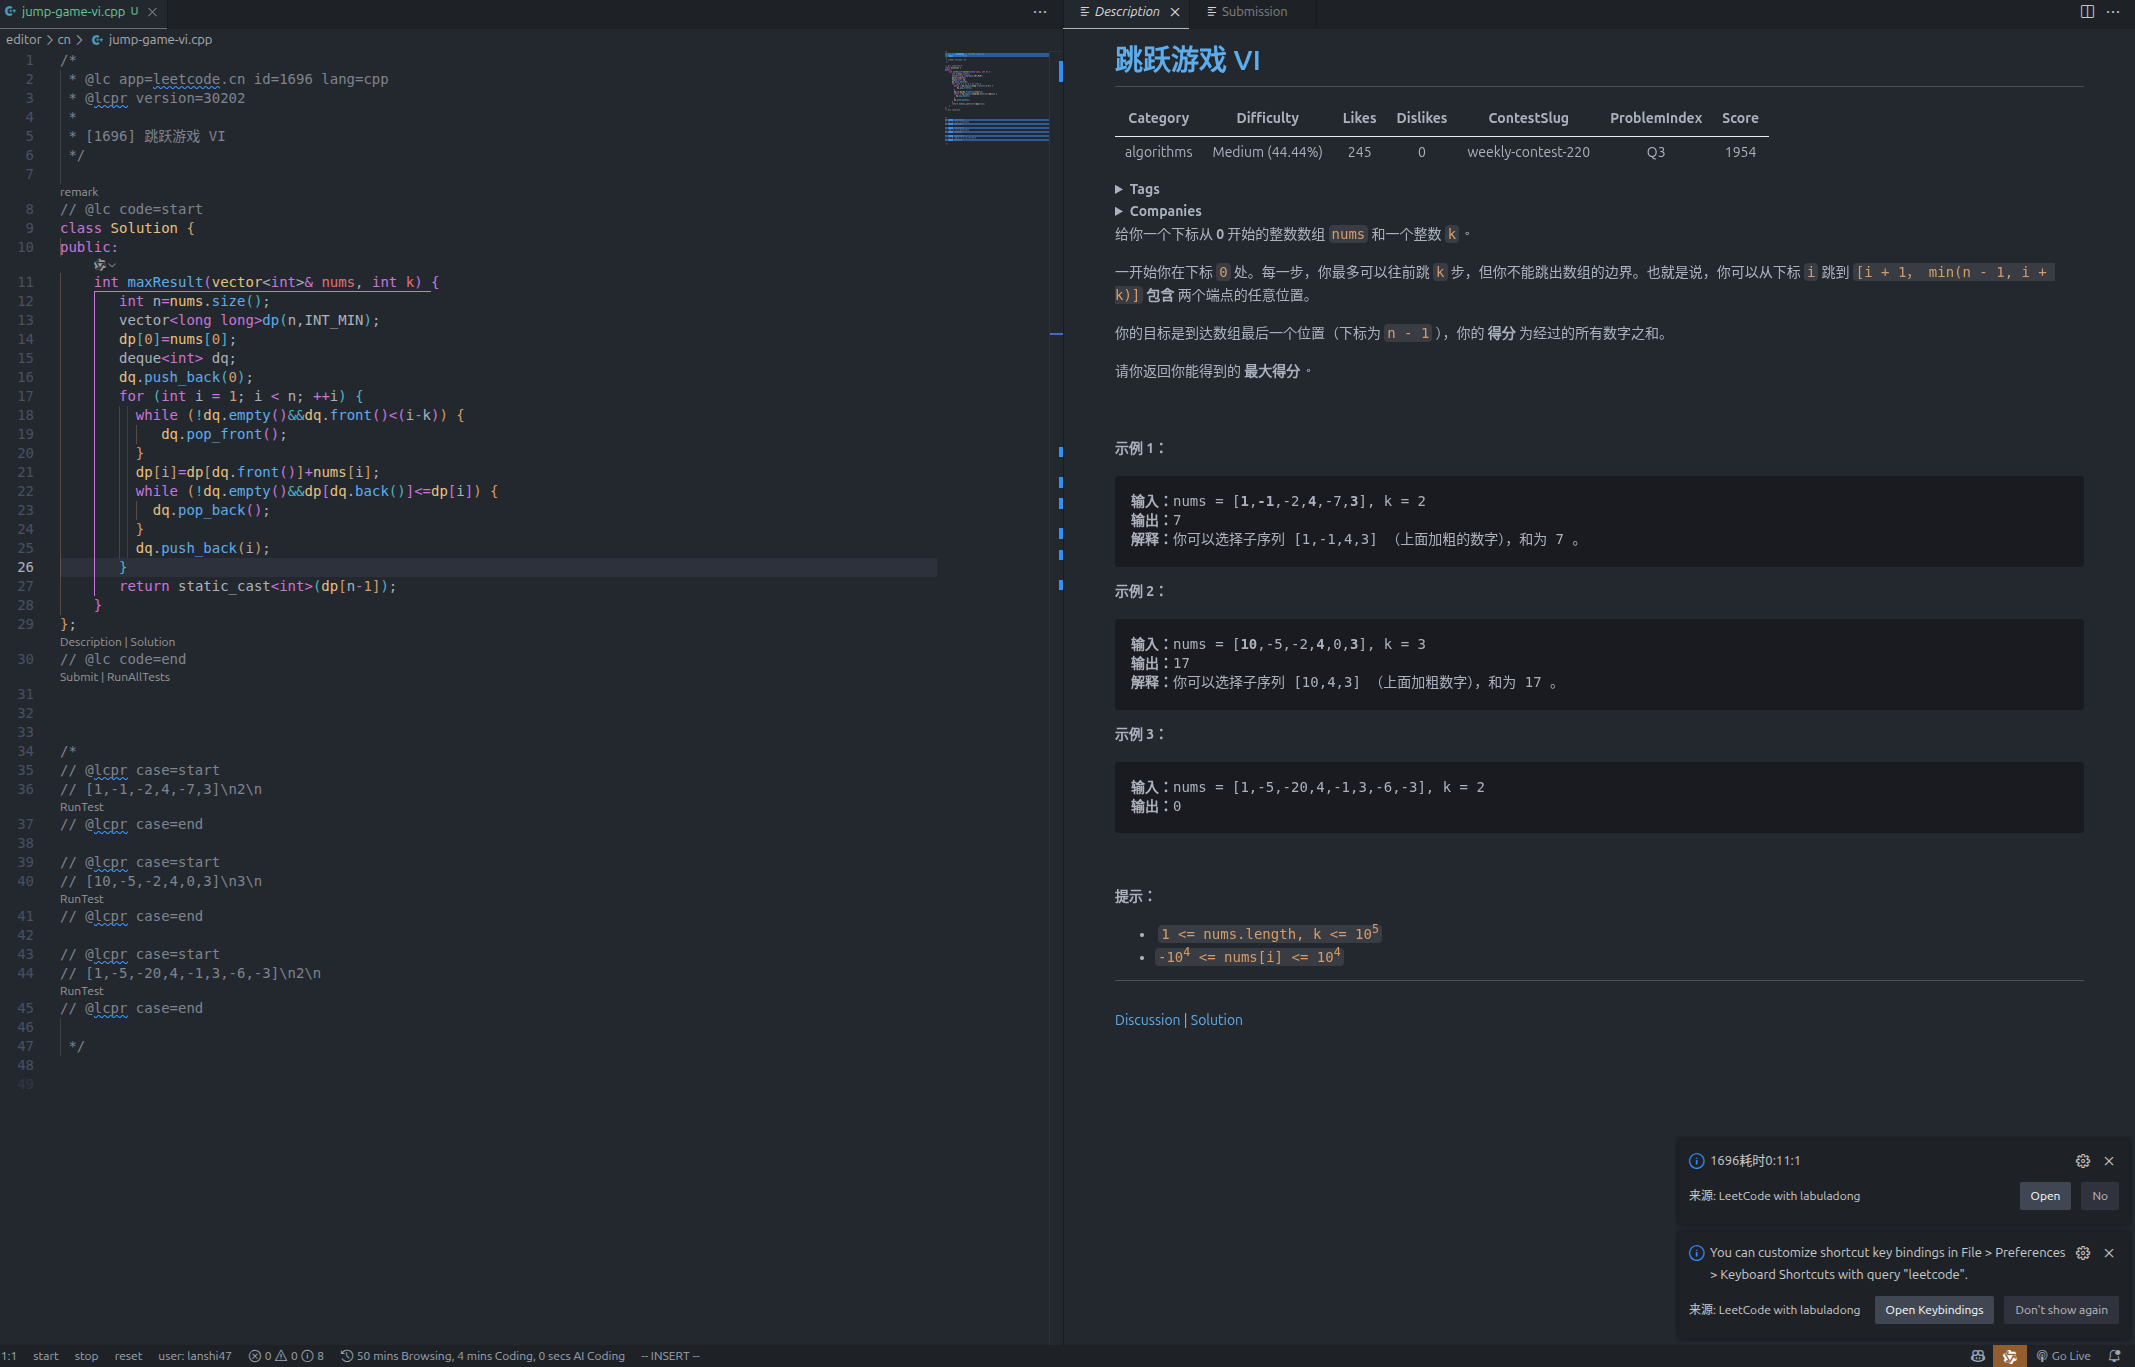 jump-game-vi.cpp U
editor > cn > jump-game-vi.cpp
1 /*
2 * @lc app=leetcode.cn id=1696 lang=cpp
3 * @lcpr version=30202
4 *
5 * [1696] 跳跃游戏 VI
6 */
7
remark
8 // @lc code=start
9 class Solution {
10 public:
11 int maxResult(vector<int>& nums, int k) {
12 int n=nums.size();
13 vector<long long>dp(n,INT_MIN);
14 dp[0]=nums[0];
15 deque<int> dq;
16 dq.push_back(0);
17 for (int i = 1; i < n; ++i) {
18 while (!dq.empty()&&dq.front()<(i-k)) {
19 dq.pop_front();
20 }
21 dp[i]=dp[dq.front()]+nums[i];
22 while (!dq.empty()&&dp[dq.back()]<=dp[i]) {
23 dq.pop_back();
24 }
25 dq.push_back(i);
26 }
27 return static_cast<int>(dp[n-1]);
28 }
29 };
Description | Solution
30 // @lc code=end
Submit | RunAllTests
31
32
33
34 /*
35 // @lcpr case=start
36 // [1,-1,-2,4,-7,3]\n2\n
RunTest
37 // @lcpr case=end
38
39 // @lcpr case=start
40 // [10,-5,-2,4,0,3]\n3\n
RunTest
41 // @lcpr case=end
42
43 // @lcpr case=start
44 // [1,-5,-20,4,-1,3,-6,-3]\n2\n
RunTest
45 // @lcpr case=end
46
47 */
48
49
Description Submission
跳跃游戏 VI
Category Difficulty Likes Dislikes ContestSlug ProblemIndex Score
algorithms Medium (44.44%) 245 0 weekly-contest-220 Q3 1954
Tags
Companies
给你一个下标从 0 开始的整数数组 nums 和一个整数 k 。
一开始你在下标 0 处。每一步，你最多可以往前跳 k 步，但你不能跳出数组的边界。也就是说，你可以从下标 i 跳到 [i + 1， min(n - 1, i +
k)] 包含 两个端点的任意位置。
你的目标是到达数组最后一个位置（下标为 n - 1 ），你的 得分 为经过的所有数字之和。
请你返回你能得到的 最大得分 。
示例 1：
输入：nums = [1,-1,-2,4,-7,3], k = 2
输出：7
解释：你可以选择子序列 [1,-1,4,3] （上面加粗的数字），和为 7 。
示例 2：
输入：nums = [10,-5,-2,4,0,3], k = 3
输出：17
解释：你可以选择子序列 [10,4,3] （上面加粗数字），和为 17 。
示例 3：
输入：nums = [1,-5,-20,4,-1,3,-6,-3], k = 2
输出：0
提示：
• 1 <= nums.length, k <= 10⁵
• -10⁴ <= nums[i] <= 10⁴
Discussion | Solution
1696耗时0:11:1
来源: LeetCode with labuladong Open No
You can customize shortcut key bindings in File > Preferences
> Keyboard Shortcuts with query "leetcode".
来源: LeetCode with labuladong Open Keybindings Don't show again
1:1 start stop reset user: lanshi47 0 0 8 50 mins Browsing, 4 mins Coding, 0 secs AI Coding -- INSERT -- Go Live